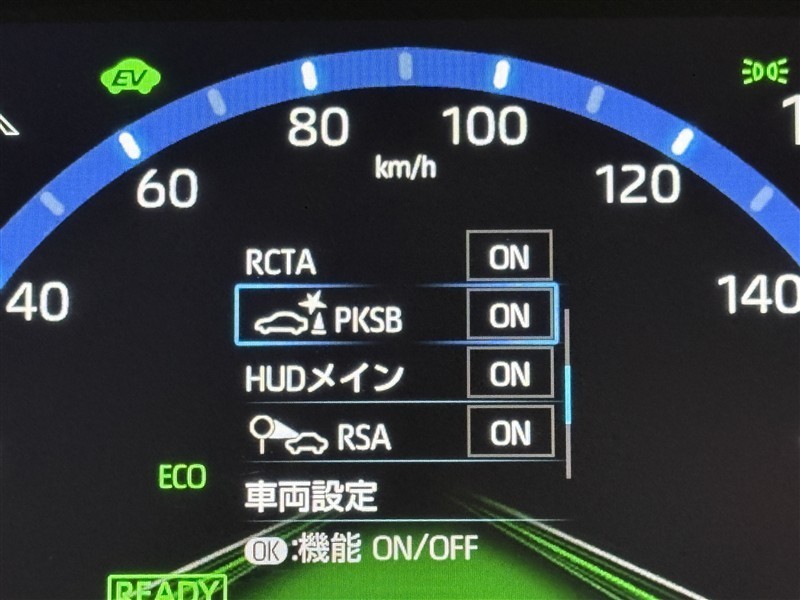 EV
80 100
km/h
60 120
40 140
RCTA ON
PKSB ON
HUDメイン ON
RSA ON
ECO
車両設定
OK:機能 ON/OFF
READY